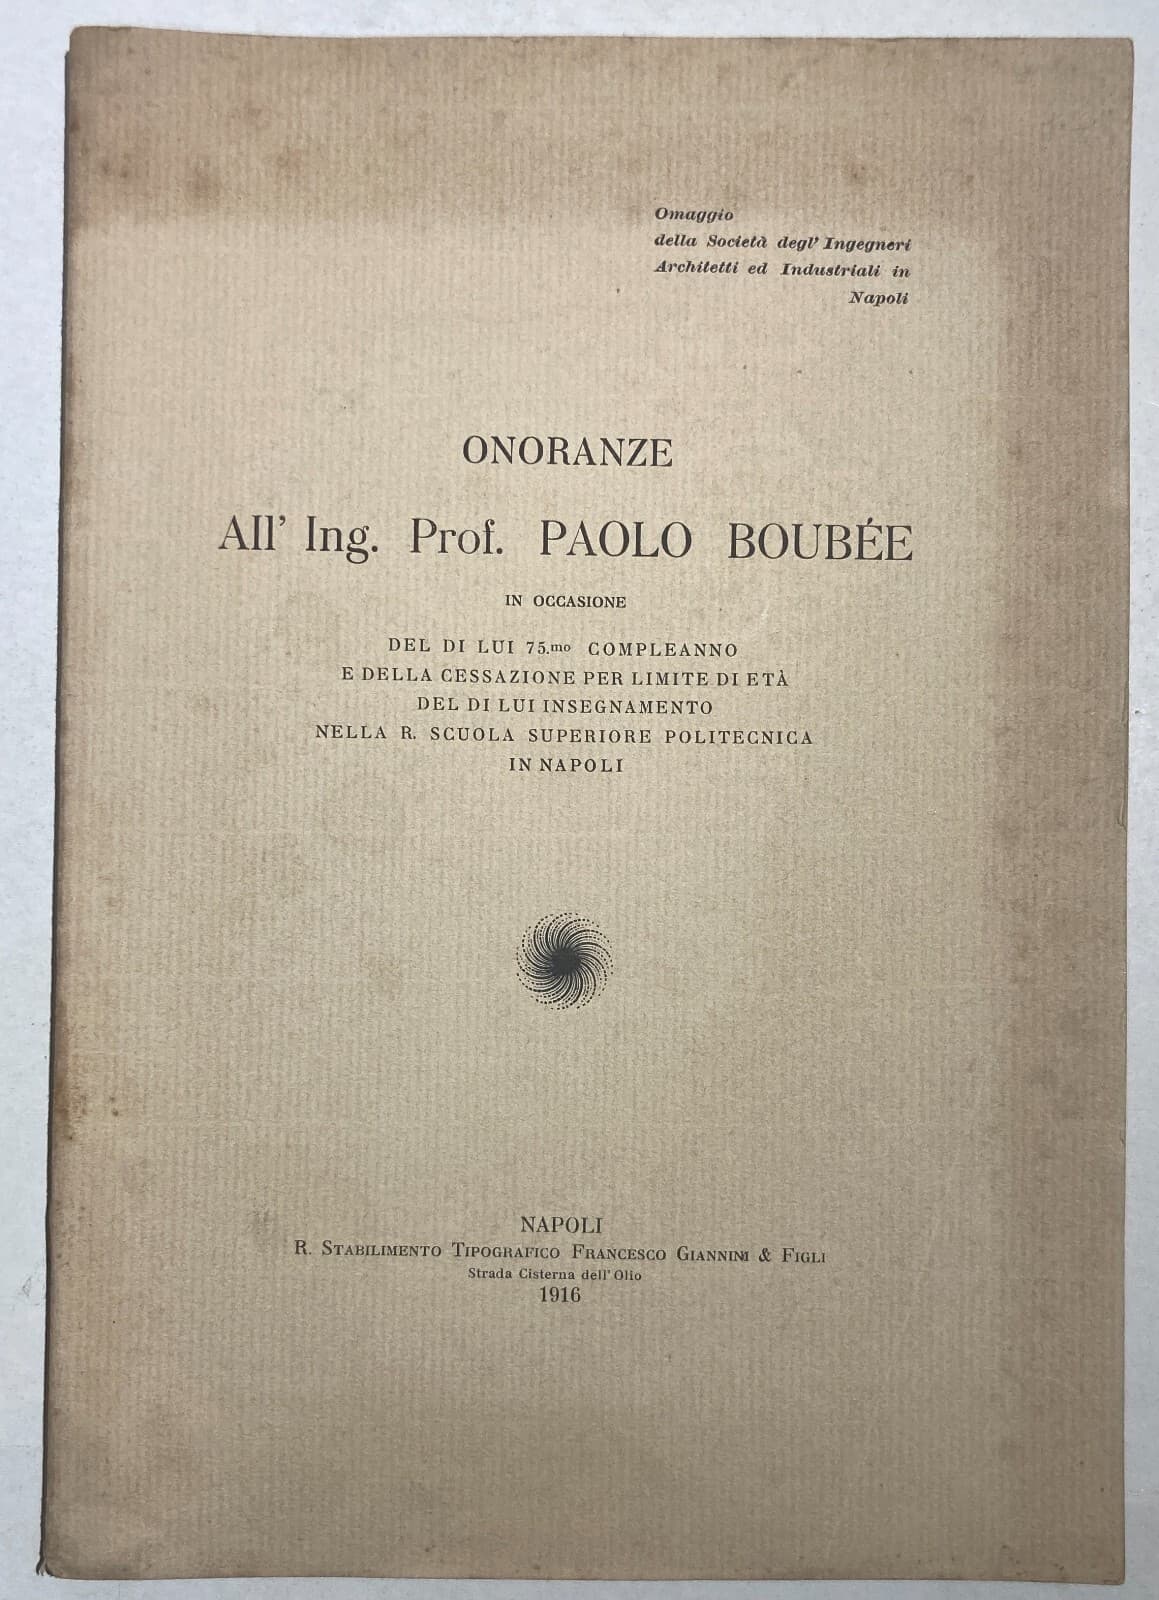 Omaggio
della Società degl' Ingegneri
Architetti ed Industriali in
Napoli
ONORANZE
All' Ing. Prof. PAOLO BOUBÉE
IN OCCASIONE
DEL DI LUI 75.mo COMPLEANNO
E DELLA CESSAZIONE PER LIMITE DI ETÀ
DEL DI LUI INSEGNAMENTO
NELLA R. SCUOLA SUPERIORE POLITECNICA
IN NAPOLI
NAPOLI
R. STABILIMENTO TIPOGRAFICO FRANCESCO GIANNINI & FIGLI
Strada Cisterna dell' Olio
1916